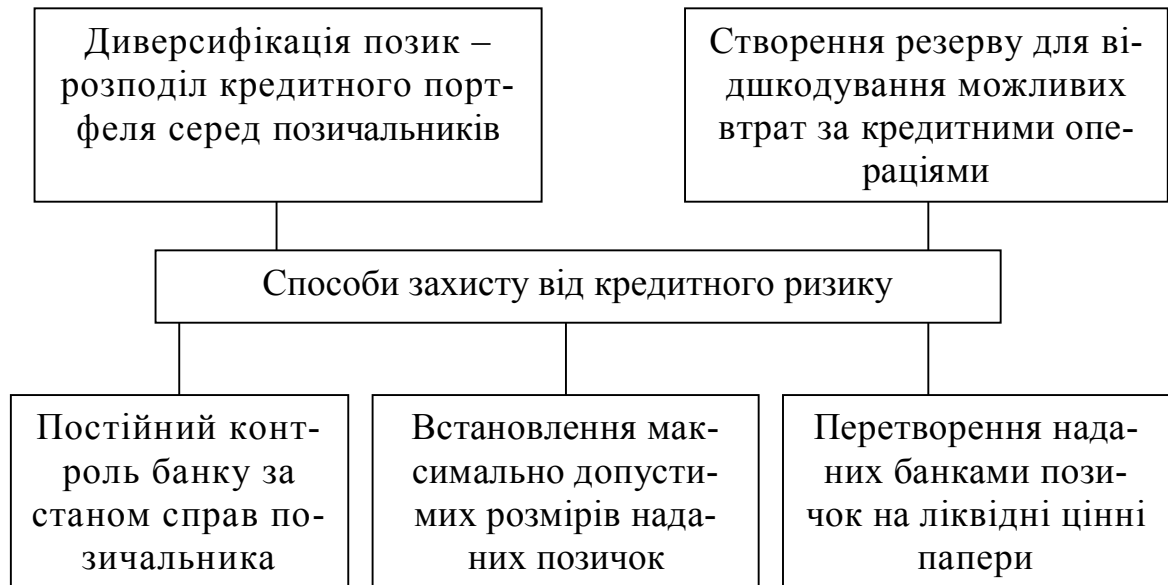 Диверсифікація позик –
розподіл кредитного порт-
феля серед позичальників
Створення резерву для ві-
дшкодування можливих
втрат за кредитними опе-
раціями
Способи захисту від кредитного ризику
Постійний конт-
роль банку за
станом справ по-
зичальника
Встановлення мак-
симально допусти-
мих розмірів нада-
них позичок
Перетворення нада-
них банками пози-
чок на ліквідні цінні
папери